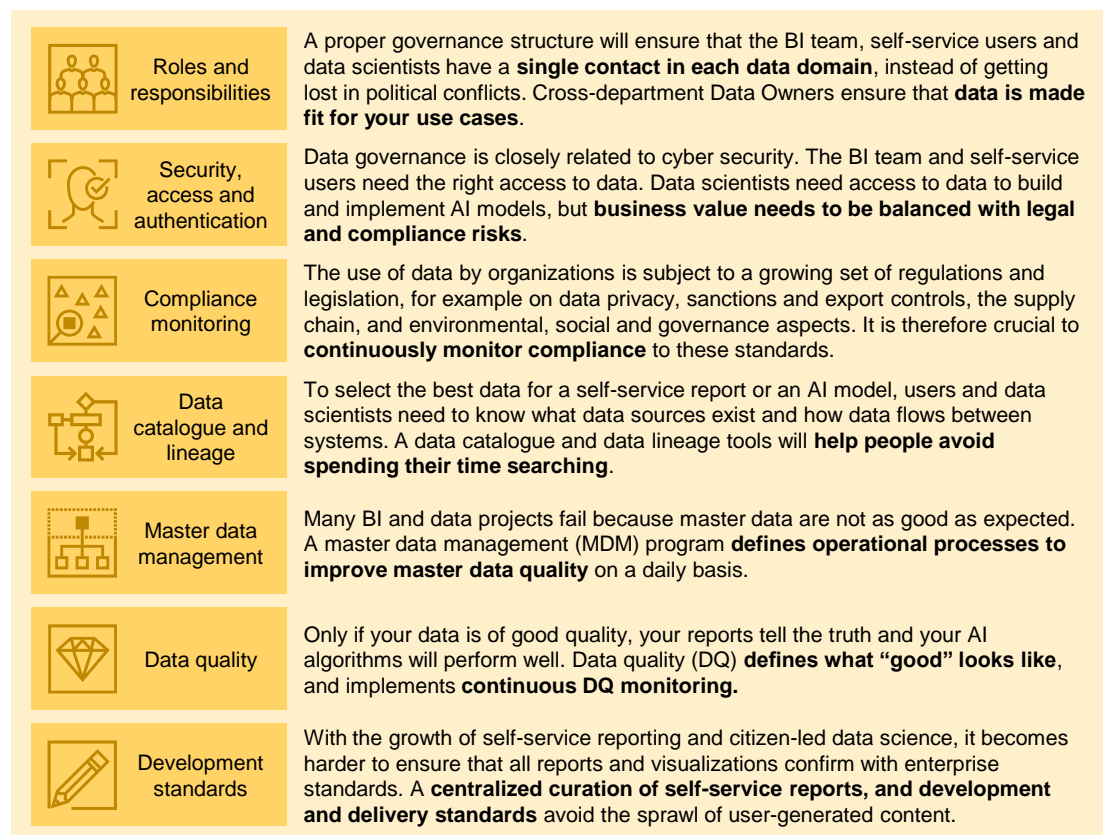 Roles and
responsibilities
A proper governance structure will ensure that the BI team, self-service users and
data scientists have a single contact in each data domain, instead of getting
lost in political conflicts. Cross-department Data Owners ensure that data is made
fit for your use cases.
Security,
access and
authentication
Data governance is closely related to cyber security. The BI team and self-service
users need the right access to data. Data scientists need access to data to build
and implement AI models, but business value needs to be balanced with legal
and compliance risks.
Compliance
monitoring
The use of data by organizations is subject to a growing set of regulations and
legislation, for example on data privacy, sanctions and export controls, the supply
chain, and environmental, social and governance aspects. It is therefore crucial to
continuously monitor compliance to these standards.
Data
catalogue and
lineage
To select the best data for a self-service report or an AI model, users and data
scientists need to know what data sources exist and how data flows between
systems. A data catalogue and data lineage tools will help people avoid
spending their time searching.
Master data
management
Many BI and data projects fail because master data are not as good as expected.
A master data management (MDM) program defines operational processes to
improve master data quality on a daily basis.
Data quality
Only if your data is of good quality, your reports tell the truth and your AI
algorithms will perform well. Data quality (DQ) defines what “good” looks like,
and implements continuous DQ monitoring.
Development
standards
With the growth of self-service reporting and citizen-led data science, it becomes
harder to ensure that all reports and visualizations confirm with enterprise
standards. A centralized curation of self-service reports, and development
and delivery standards avoid the sprawl of user-generated content.